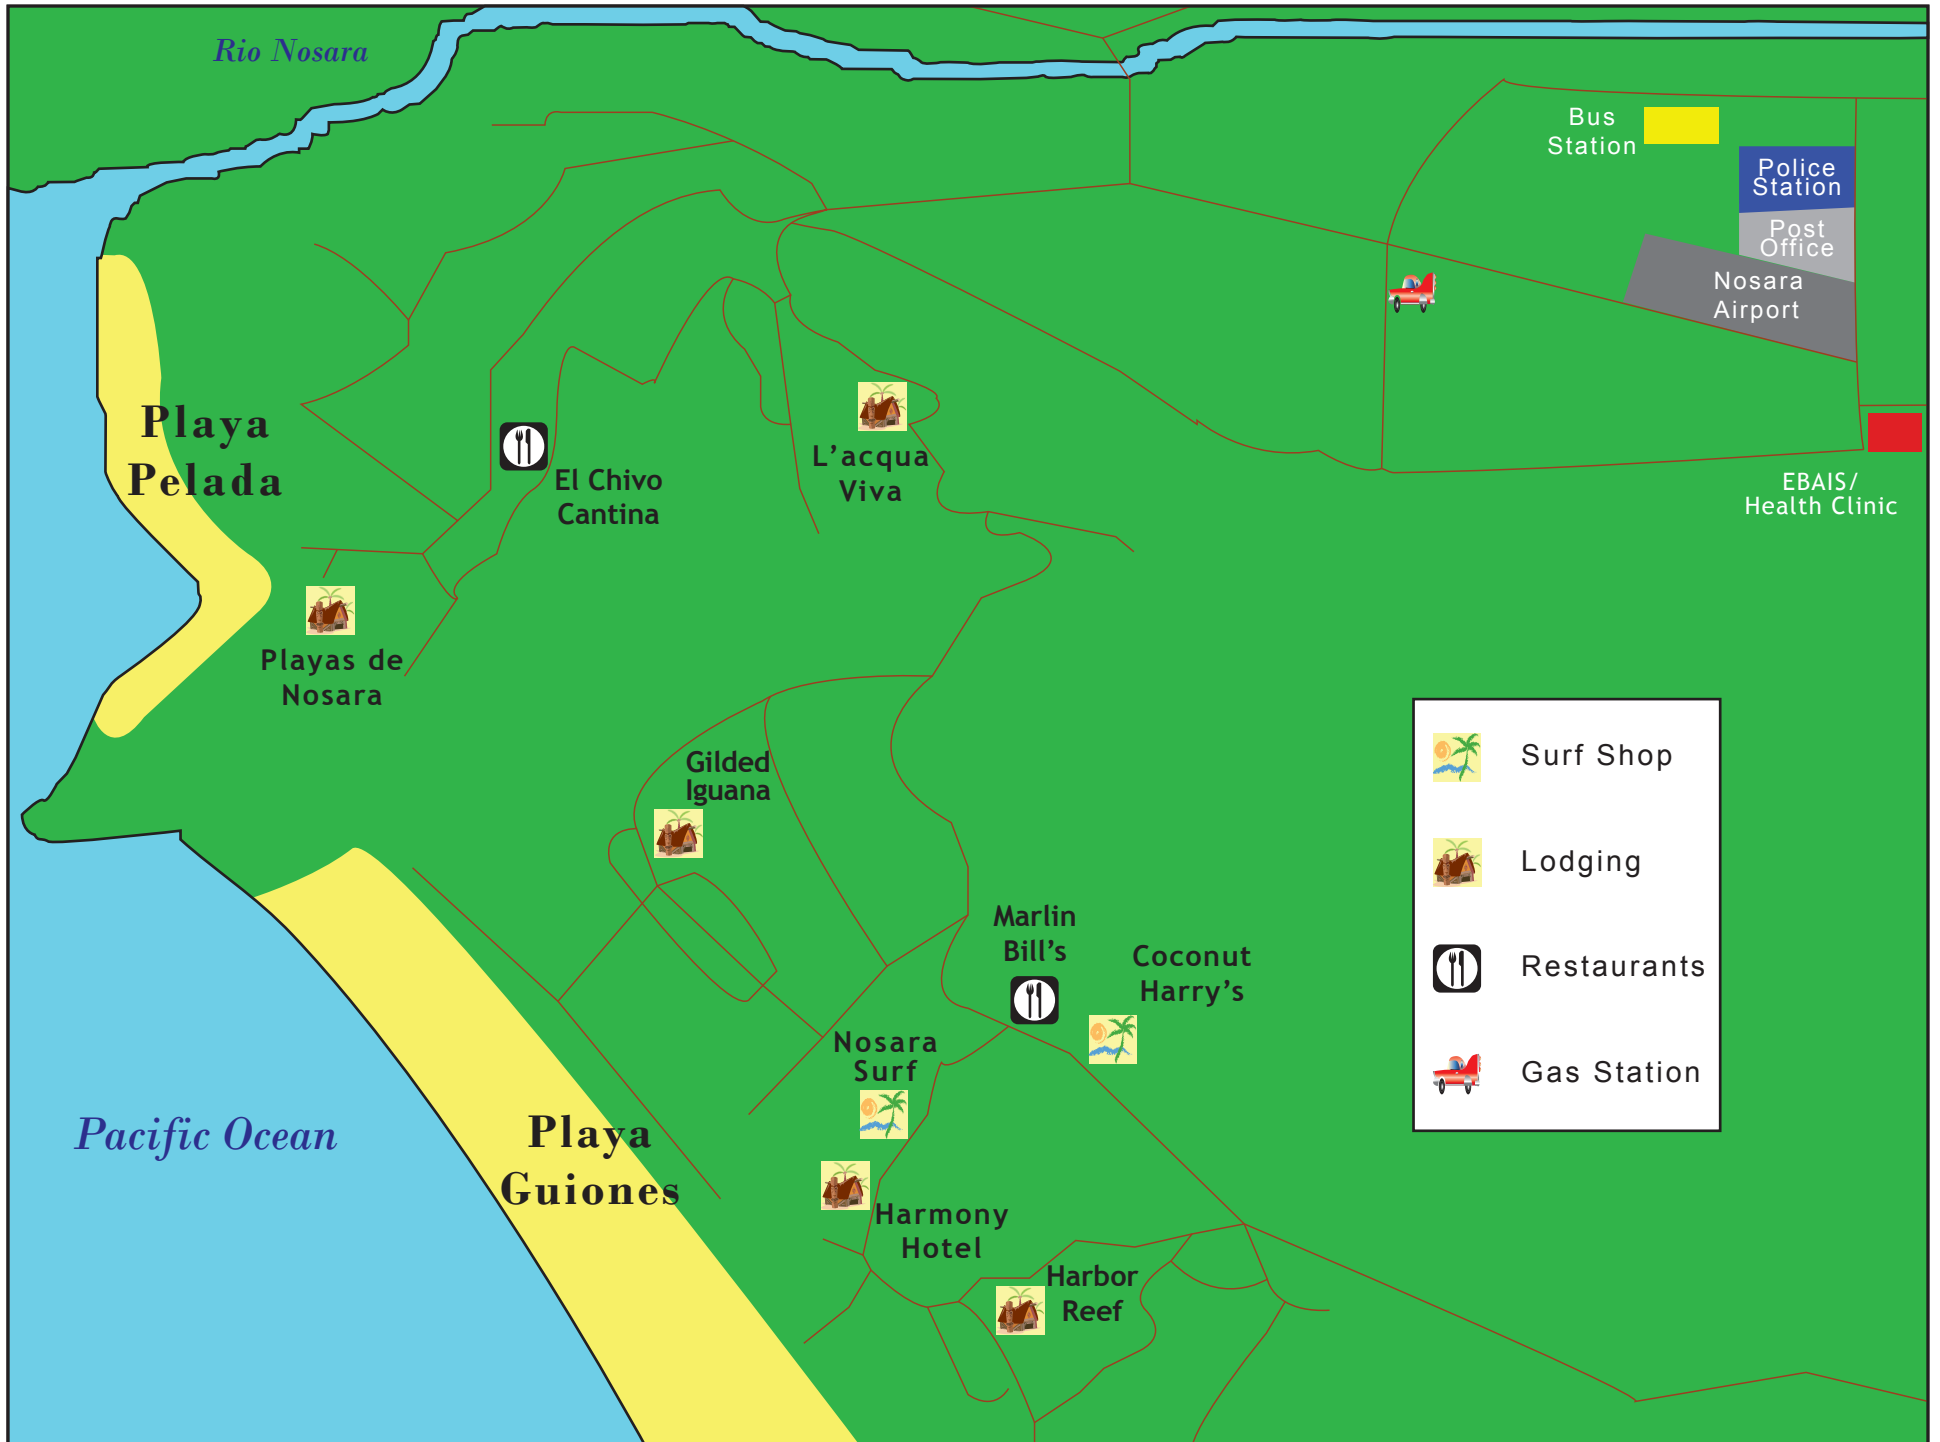 Rio Nosara
Bus
Station
Police
Station
Post
Office
Nosara
Airport
EBAIS/
Health Clinic
Playa
Pelada
El Chivo
Cantina
L’acqua
Viva
Playas de
Nosara
Gilded
Iguana
Marlin
Bill’s
Coconut
Harry’s
Nosara
Surf
Harmony
Hotel
Harbor
Reef
Pacific Ocean
Playa
Guiones
Surf Shop
Lodging
Restaurants
Gas Station